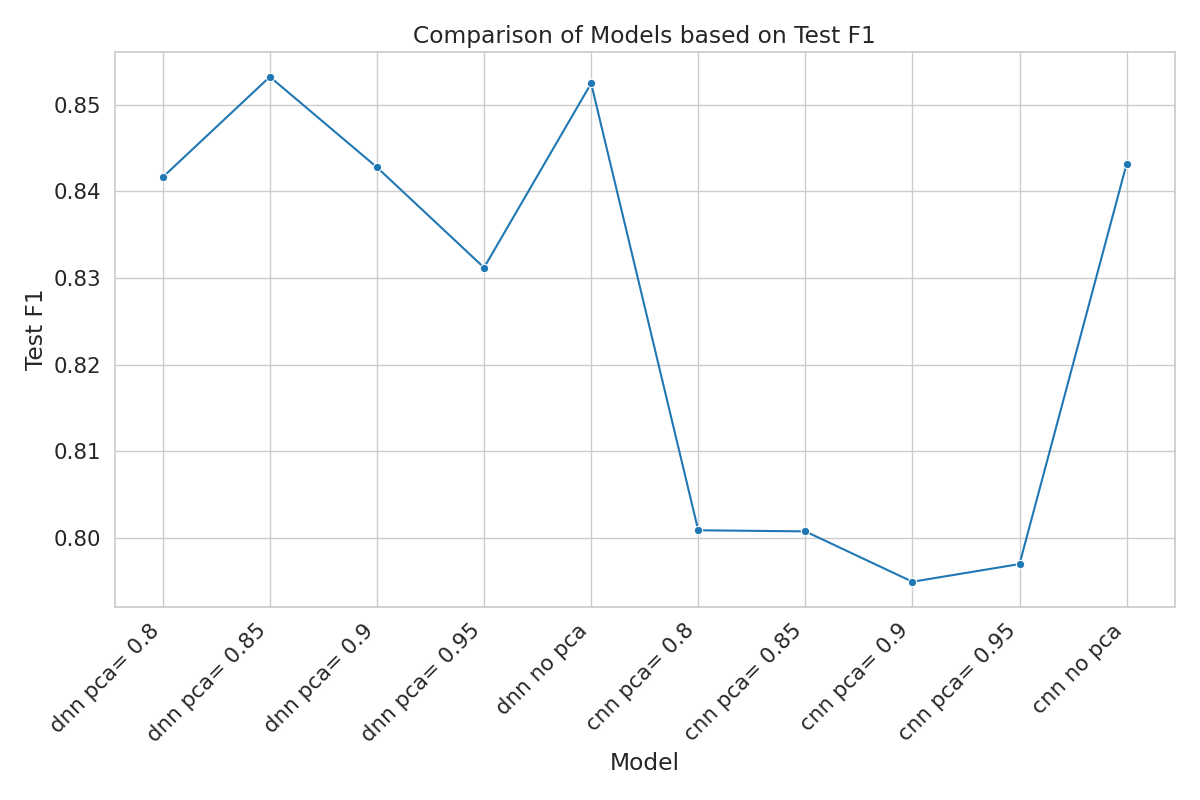 Comparison of Models based on Test F1
Test F1
0.85
0.84
0.83
0.82
0.81
0.80
dnn pca= 0.8
dnn pca= 0.85
dnn pca= 0.9
dnn pca= 0.95
dnn no pca
cnn pca= 0.8
cnn pca= 0.85
cnn pca= 0.9
cnn pca= 0.95
cnn no pca
Model